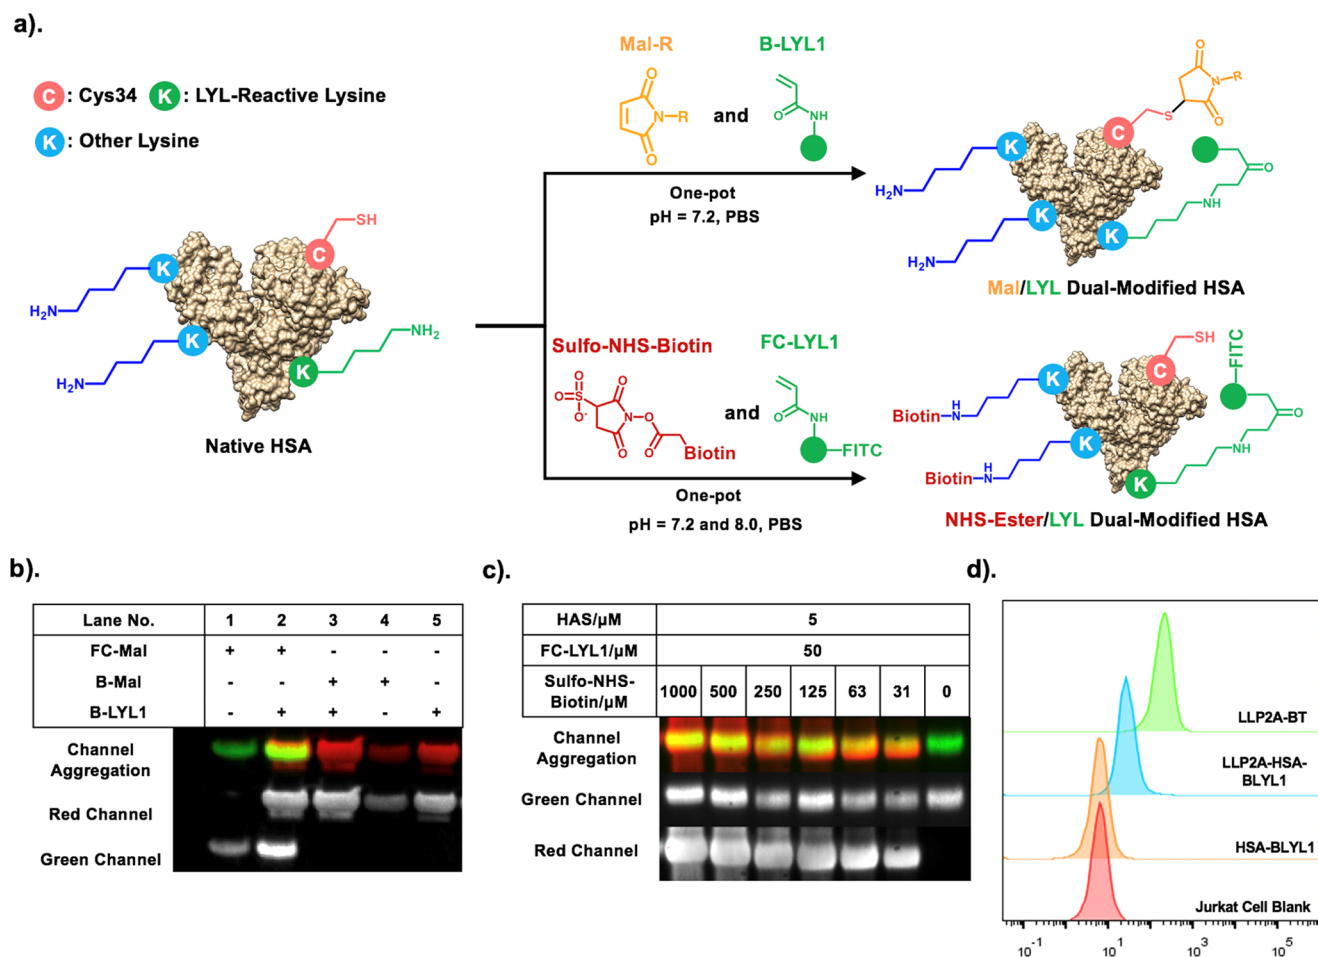 a).
C : Cys34 K : LYL-Reactive Lysine
K : Other Lysine
SH
C
K
H₂N
K
H₂N
NH₂
K
Native HSA
Mal-R
B-LYL1
O
N–R
O
and
O
NH
One-pot
pH = 7.2, PBS
Sulfo-NHS-Biotin
FC-LYL1
O
O=S
O⁻
O
N–O
O
O
Biotin
and
O
NH
FITC
One-pot
pH = 7.2 and 8.0, PBS
O
N–R
S
O
C
K
H₂N
K
H₂N
O
NH
K
Mal/LYL Dual-Modified HSA
SH
FITC
C
K
Biotin–N
H
K
Biotin–N
H
O
NH
K
NHS-Ester/LYL Dual-Modified HSA
b).
Lane No. 1 2 3 4 5
FC-Mal + + - - -
B-Mal - - + + -
B-LYL1 - + + - +
Channel
Aggregation
Red Channel
Green Channel
c).
HAS/μM 5
FC-LYL1/μM 50
Sulfo-NHS-
Biotin/μM 1000 500 250 125 63 31 0
Channel
Aggregation
Green Channel
Red Channel
d).
LLP2A-BT
LLP2A-HSA-
BLYL1
HSA-BLYL1
Jurkat Cell Blank
10⁻¹ 10¹ 10³ 10⁵